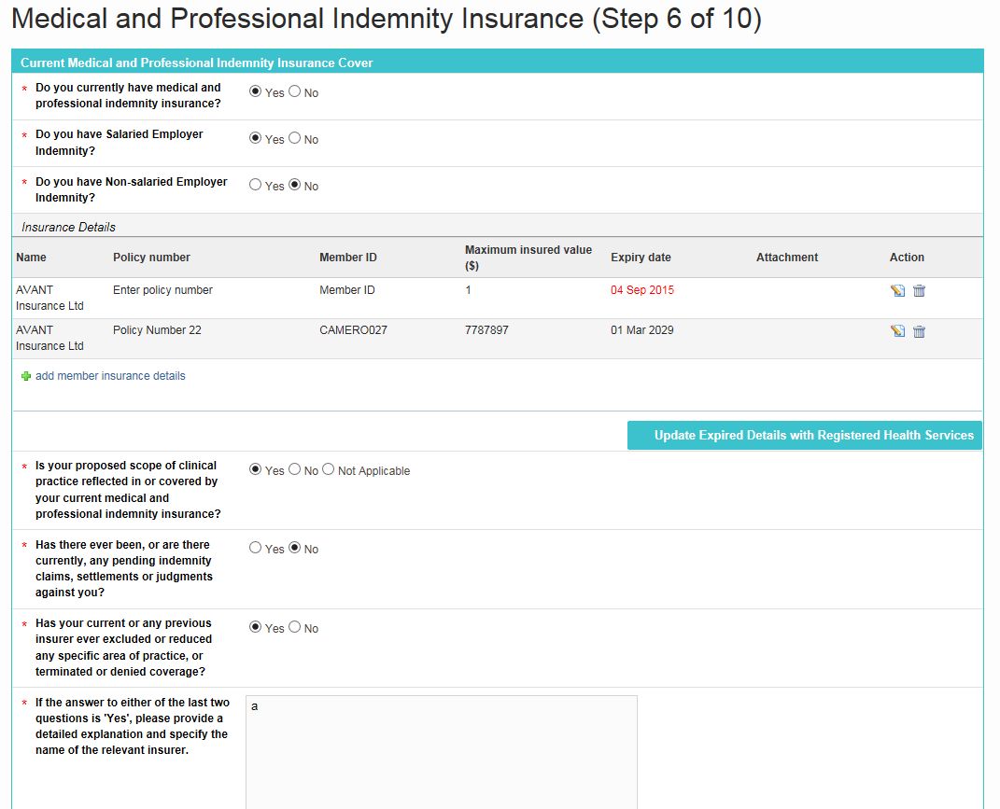 Medical and Professional Indemnity Insurance (Step 6 of 10)
Current Medical and Professional Indemnity Insurance Cover
* Do you currently have medical and
professional indemnity insurance?
Yes No
* Do you have Salaried Employer
Indemnity?
Yes No
* Do you have Non-salaried Employer
Indemnity?
Yes No
Insurance Details
Name Policy number Member ID Maximum insured value
($) Expiry date Attachment Action
AVANT
Insurance Ltd Enter policy number Member ID 1 04 Sep 2015
AVANT
Insurance Ltd Policy Number 22 CAMERO027 7787897 01 Mar 2029
add member insurance details
Update Expired Details with Registered Health Services
* Is your proposed scope of clinical
practice reflected in or covered by
your current medical and
professional indemnity insurance?
Yes No Not Applicable
* Has there ever been, or are there
currently, any pending indemnity
claims, settlements or judgments
against you?
Yes No
* Has your current or any previous
insurer ever excluded or reduced
any specific area of practice, or
terminated or denied coverage?
Yes No
* If the answer to either of the last two
questions is 'Yes', please provide a
detailed explanation and specify the
name of the relevant insurer.
a